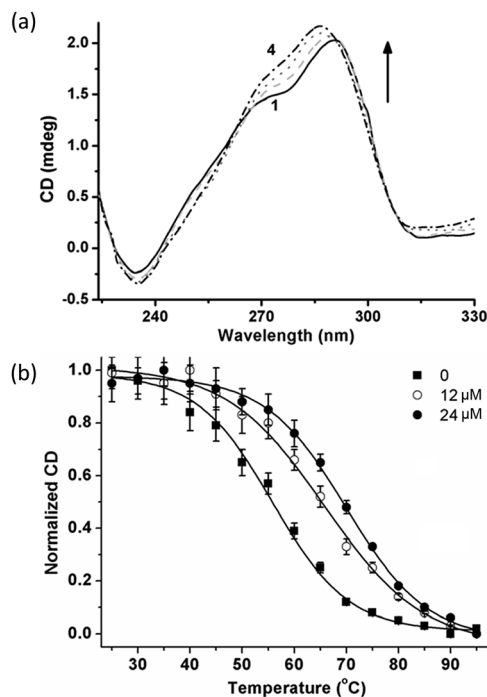 (a)
2.0
1.5
1.0
0.5
0.0
-0.5
CD (mdeg)
4
1
240 270 300 330
Wavelength (nm)
(b)
1.0
0.8
0.6
0.4
0.2
0.0
Normalized CD
0
12 μM
24 μM
30 40 50 60 70 80 90
Temperature (°C)